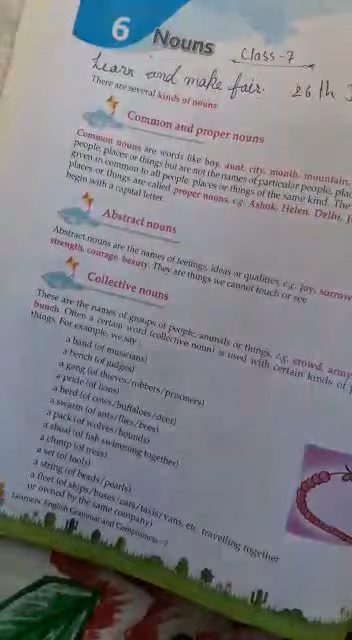 6 Nouns
Class-7
Learn and make fair. 26th
There are several kinds of nouns
Common and proper nouns
Common nouns are words like boy, aunt, city, month, mountain,
people, places or things but are not the names of particular people, pla
given in common to all people, places or things of the same kind. The
places or things are called proper nouns, e.g. Ashok, Helen, Delhi, J
begin with a capital letter.
Abstract nouns
Abstract nouns are the names of feelings, ideas or qualities, e.g. joy, sorrow
strength, courage, beauty. They are things we cannot touch or see.
Collective nouns
These are the names of groups of people, animals or things, e.g. crowd, army
bunch. Often a certain word (collective noun) is used with certain kinds of
things. For example, we say
a band (of musicians)
a bench (of judges)
a gang (of thieves/robbers/prisoners)
a pride (of lions)
a herd (of cows/buffaloes/deer)
a swarm (of ants/flies/bees)
a pack (of wolves/hounds)
a shoal (of fish swimming together)
a clump (of trees)
a set (of tools)
a string (of beads/pearls)
a fleet (of ships/buses/cars/taxis/vans, etc. travelling together
or owned by the same company)
Learners' English Grammar and Composition-7